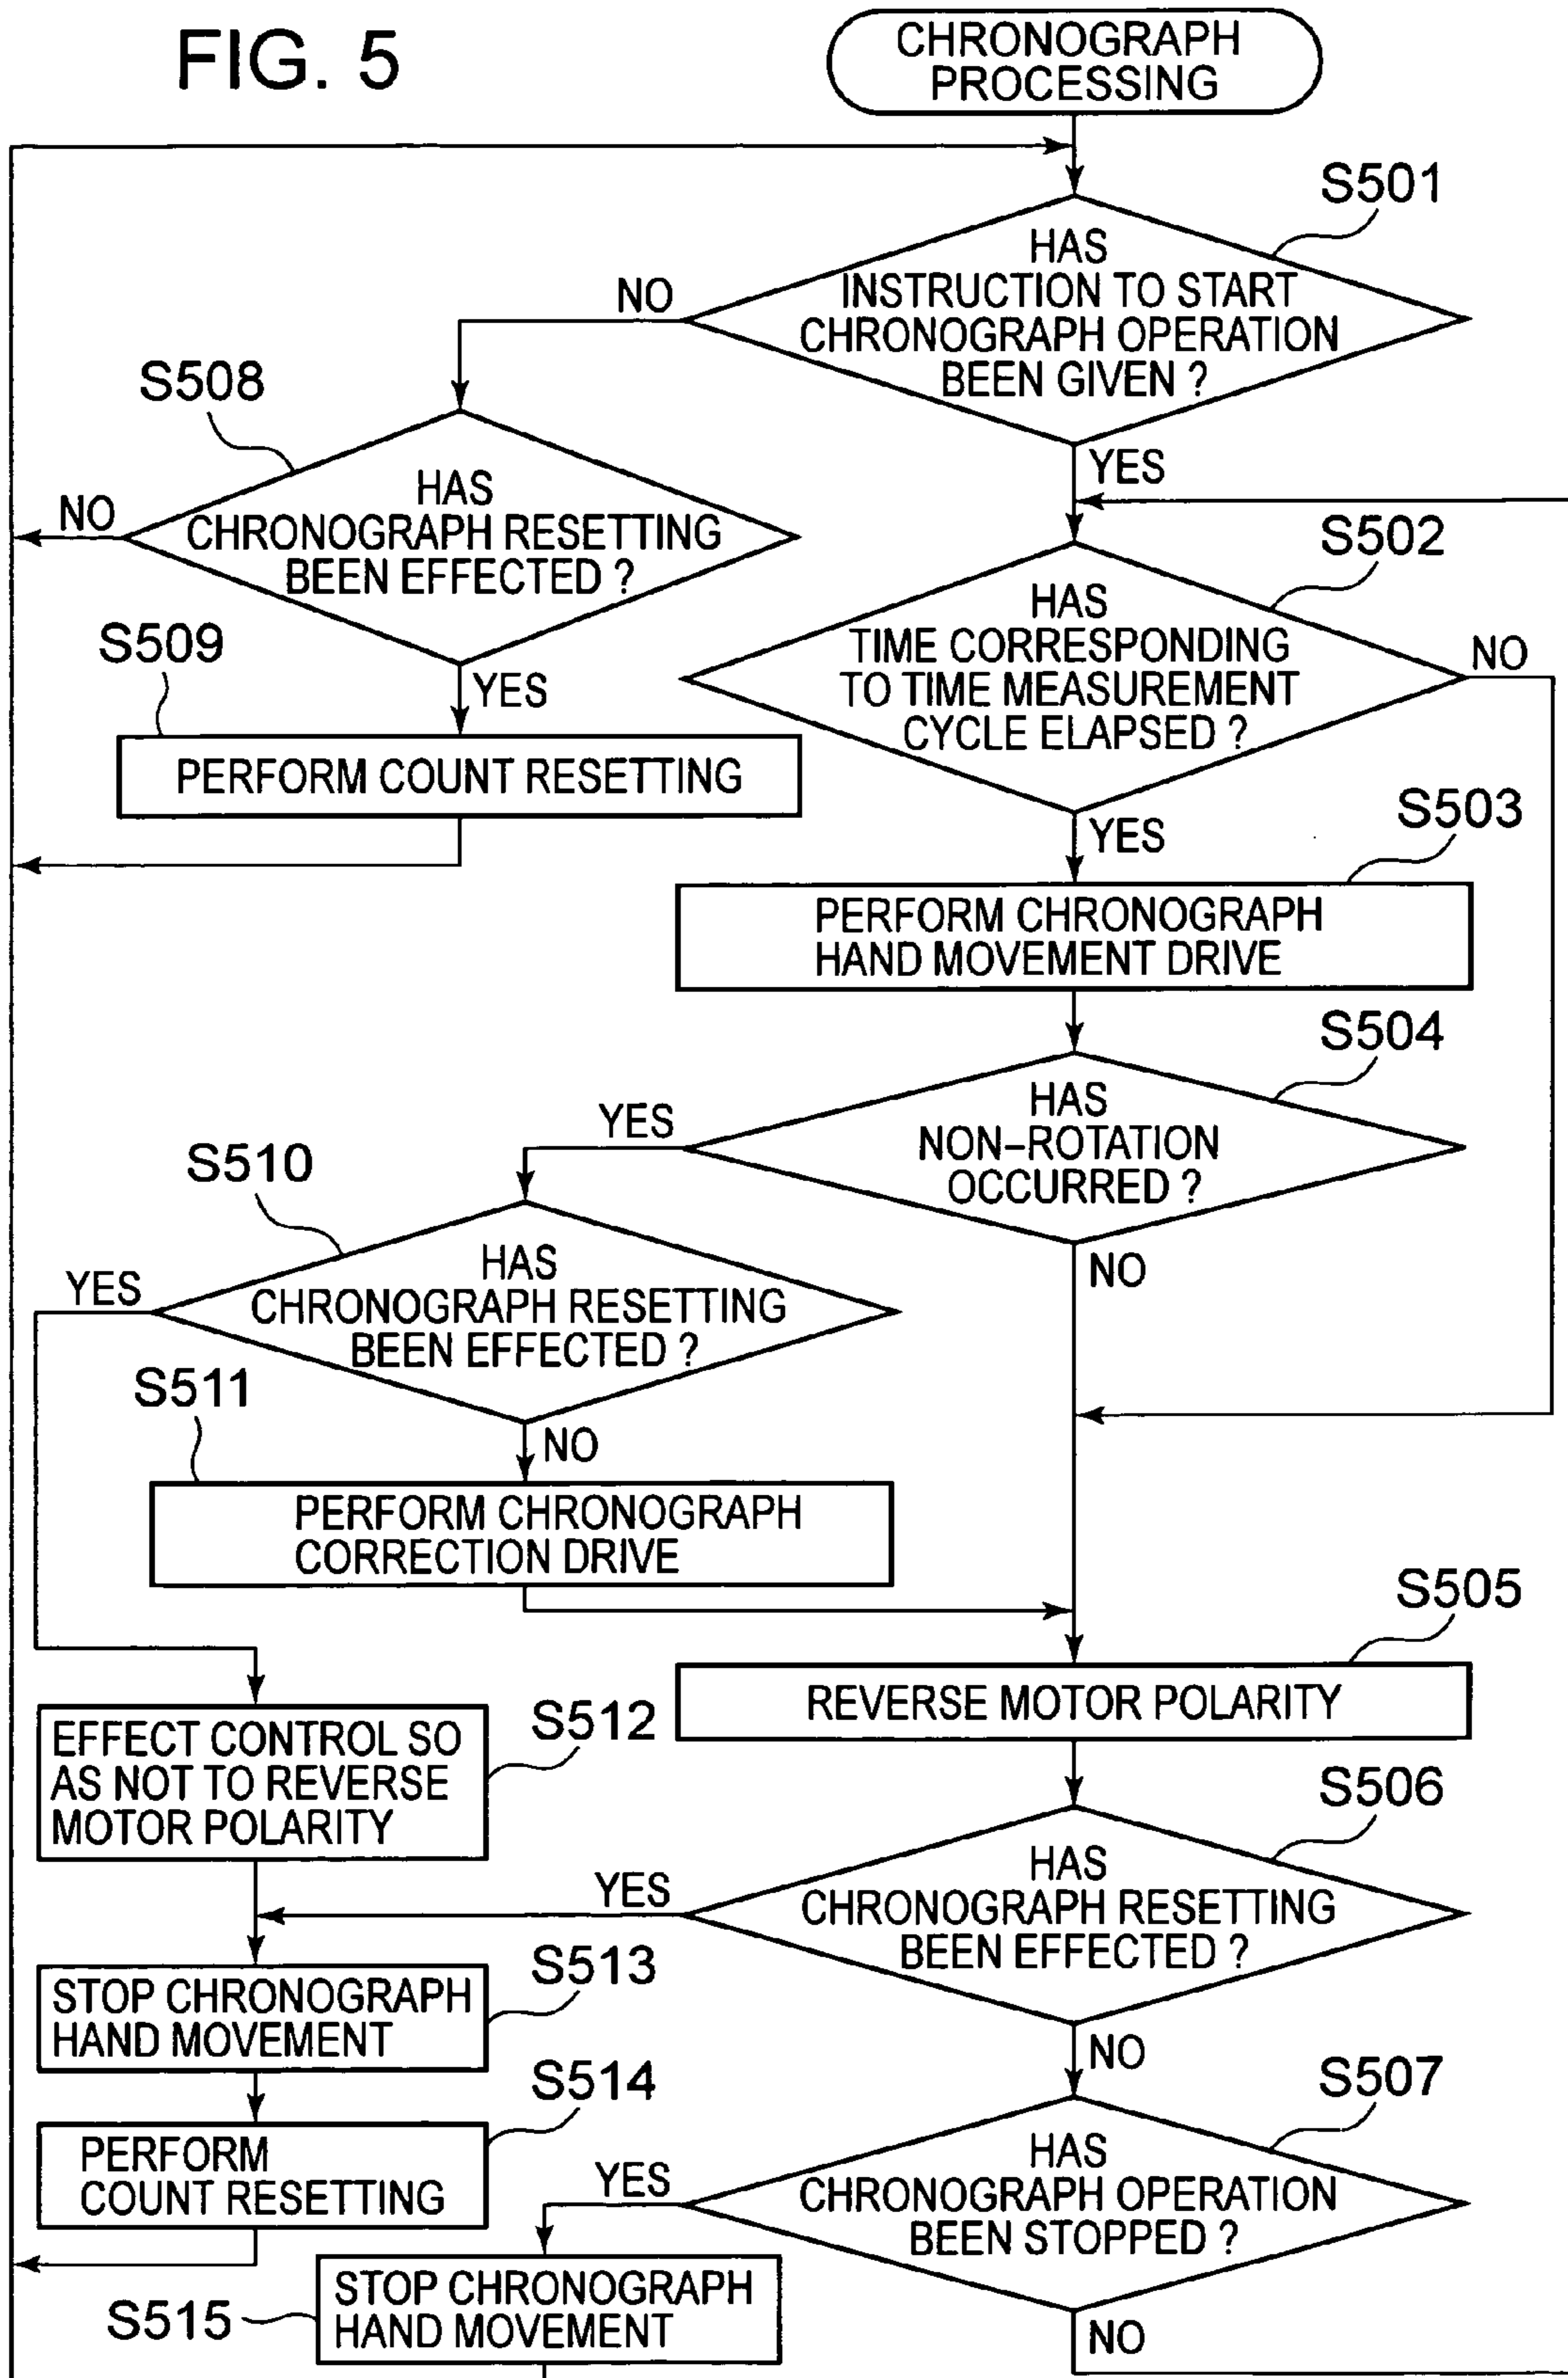 FIG. 5
CHRONOGRAPH
PROCESSING
S501
HAS
INSTRUCTION TO START
CHRONOGRAPH OPERATION
BEEN GIVEN ?
NO
YES
S508
HAS
CHRONOGRAPH RESETTING
BEEN EFFECTED ?
NO
YES
S509
PERFORM COUNT RESETTING
S502
HAS
TIME CORRESPONDING
TO TIME MEASUREMENT
CYCLE ELAPSED ?
NO
YES
S503
PERFORM CHRONOGRAPH
HAND MOVEMENT DRIVE
S504
HAS
NON-ROTATION
OCCURRED ?
YES
NO
S510
HAS
CHRONOGRAPH RESETTING
BEEN EFFECTED ?
YES
NO
S511
PERFORM CHRONOGRAPH
CORRECTION DRIVE
S505
REVERSE MOTOR POLARITY
S512
EFFECT CONTROL SO
AS NOT TO REVERSE
MOTOR POLARITY
S506
HAS
CHRONOGRAPH RESETTING
BEEN EFFECTED ?
YES
NO
S513
STOP CHRONOGRAPH
HAND MOVEMENT
S514
PERFORM
COUNT RESETTING
S507
HAS
CHRONOGRAPH OPERATION
BEEN STOPPED ?
YES
NO
S515
STOP CHRONOGRAPH
HAND MOVEMENT